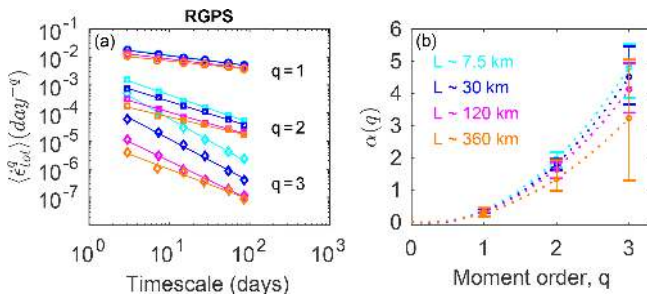 RGPS
(a)
⟨ε̇^q_tot⟩(day^−q)
10^-1
10^-2
10^-3
10^-4
10^-5
10^-6
10^-7
q = 1
q = 2
q = 3
10^0
10^1
10^2
10^3
Timescale (days)
(b)
α(q)
6
5
4
3
2
1
0
L ~ 7.5 km
L ~ 30 km
L ~ 120 km
L ~ 360 km
0
1
2
3
Moment order, q